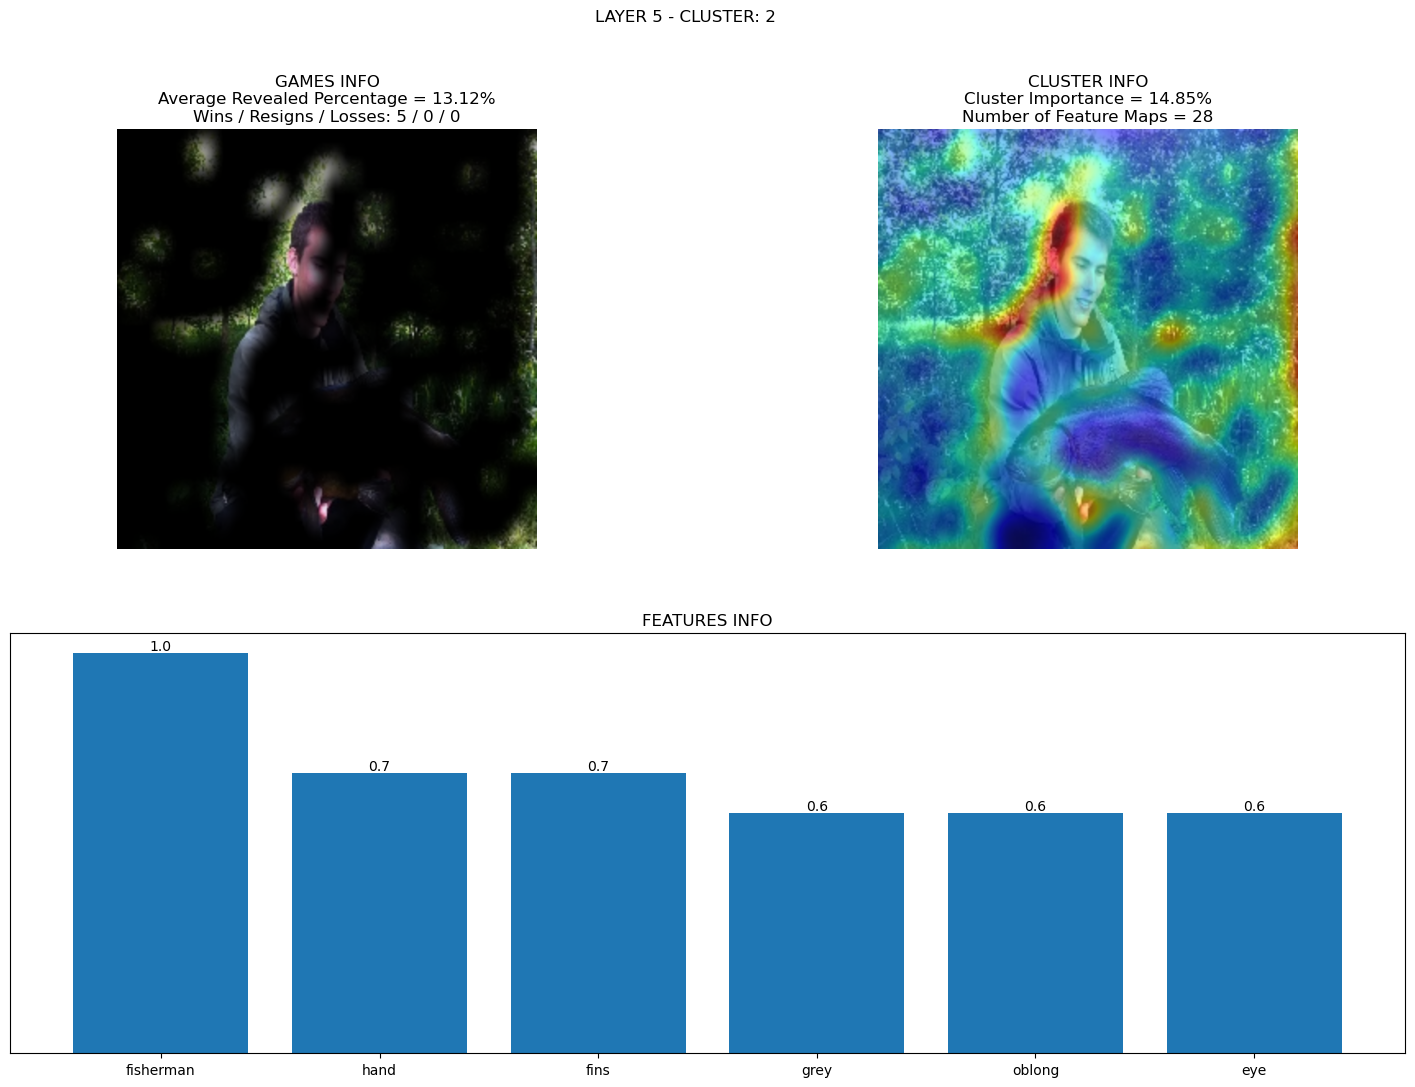 LAYER 5 - CLUSTER: 2
GAMES INFO
Average Revealed Percentage = 13.12%
Wins / Resigns / Losses: 5 / 0 / 0
CLUSTER INFO
Cluster Importance = 14.85%
Number of Feature Maps = 28
FEATURES INFO
1.0
0.7
0.7
0.6
0.6
0.6
fisherman
hand
fins
grey
oblong
eye